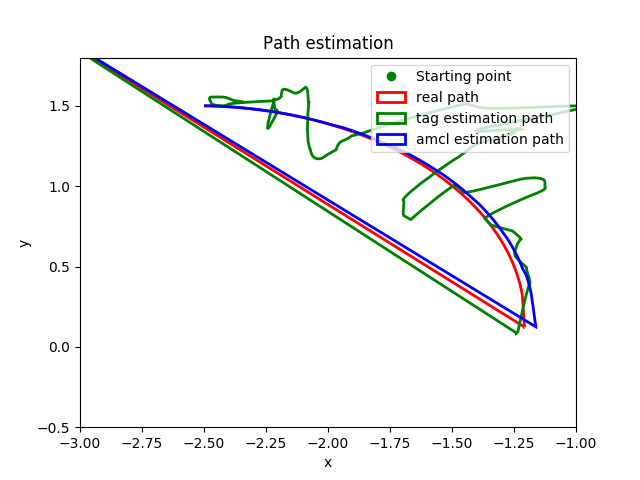 Path estimation
Starting point
real path
tag estimation path
amcl estimation path
y
1.5
1.0
0.5
0.0
−0.5
−3.00 −2.75 −2.50 −2.25 −2.00 −1.75 −1.50 −1.25 −1.00
x